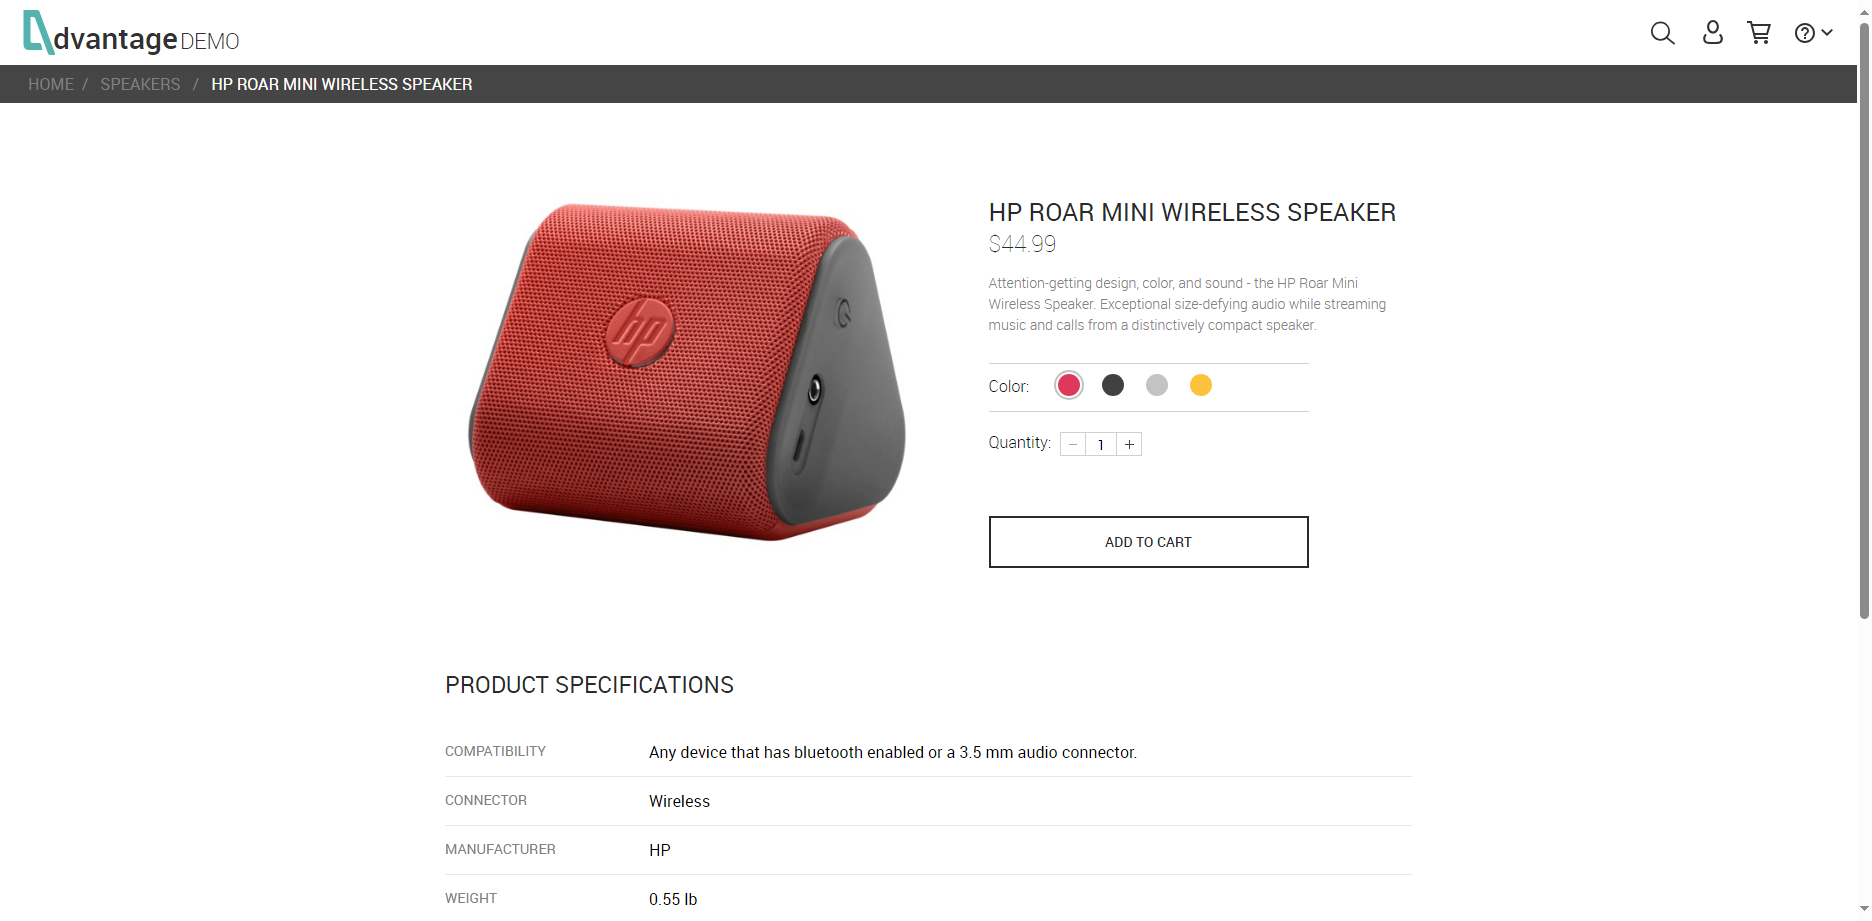 dvantage DEMO
HOME / SPEAKERS / HP ROAR MINI WIRELESS SPEAKER
hp
HP ROAR MINI WIRELESS SPEAKER
$44.99
Attention-getting design, color, and sound - the HP Roar Mini
Wireless Speaker. Exceptional size-defying audio while streaming
music and calls from a distinctively compact speaker.
Color:
Quantity: − 1 +
ADD TO CART
PRODUCT SPECIFICATIONS
COMPATIBILITY Any device that has bluetooth enabled or a 3.5 mm audio connector.
CONNECTOR Wireless
MANUFACTURER HP
WEIGHT 0.55 lb